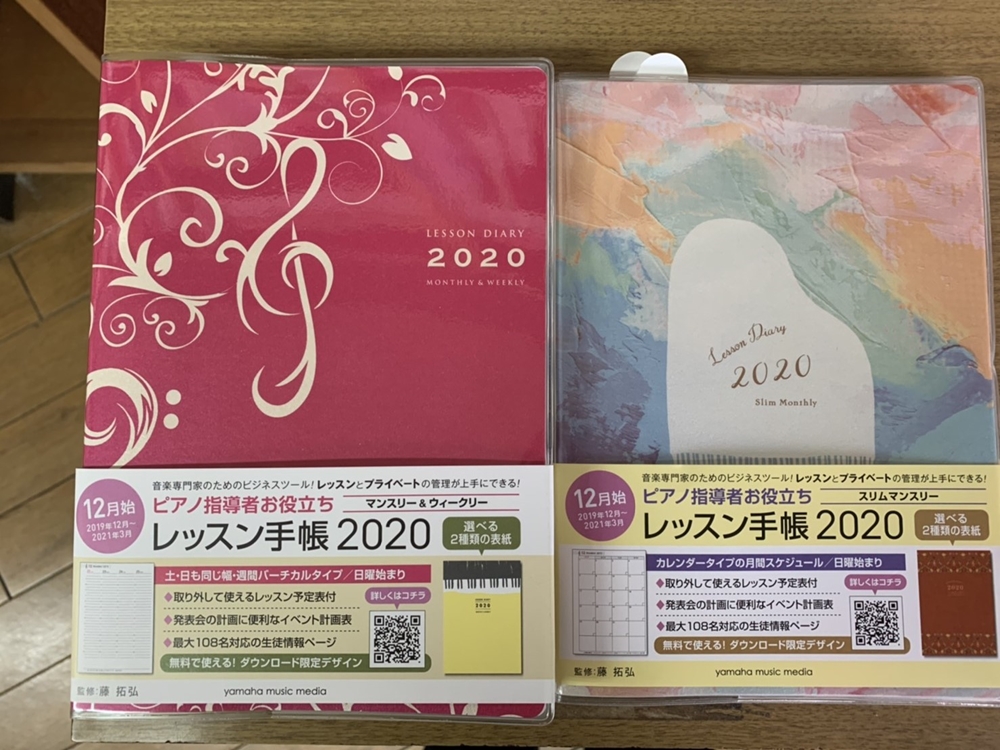 LESSON DIARY
2020
MONTHLY & WEEKLY
音楽専門家のためのビジネスツール!レッスンとプライベートの管理が上手にできる!
12月始
2019年12月~
2021年3月
ピアノ指導者お役立ち
マンスリー&ウィークリー
レッスン手帳 2020
選べる
2種類の表紙
土・日も同じ幅・週間バーチカルタイプ/日曜始まり
◆取り外して使えるレッスン予定表付
◆発表会の計画に便利なイベント計画表
◆最大108名対応の生徒情報ページ
無料で使える! ダウンロード限定デザイン
詳しくはコチラ
2020
監修:藤 拓弘
yamaha music media
Lesson Diary
2020
Slim Monthly
音楽専門家のためのビジネスツール!レッスンとプライベートの管理が上手にできる!
12月始
2019年12月~
2021年3月
ピアノ指導者お役立ち
スリムマンスリー
レッスン手帳 2020
選べる
2種類の表紙
カレンダータイプの月間スケジュール/日曜始まり
◆取り外して使えるレッスン予定表付
◆発表会の計画に便利なイベント計画表
◆最大108名対応の生徒情報ページ
無料で使える! ダウンロード限定デザイン
詳しくはコチラ
2020
監修:藤 拓弘
yamaha music media